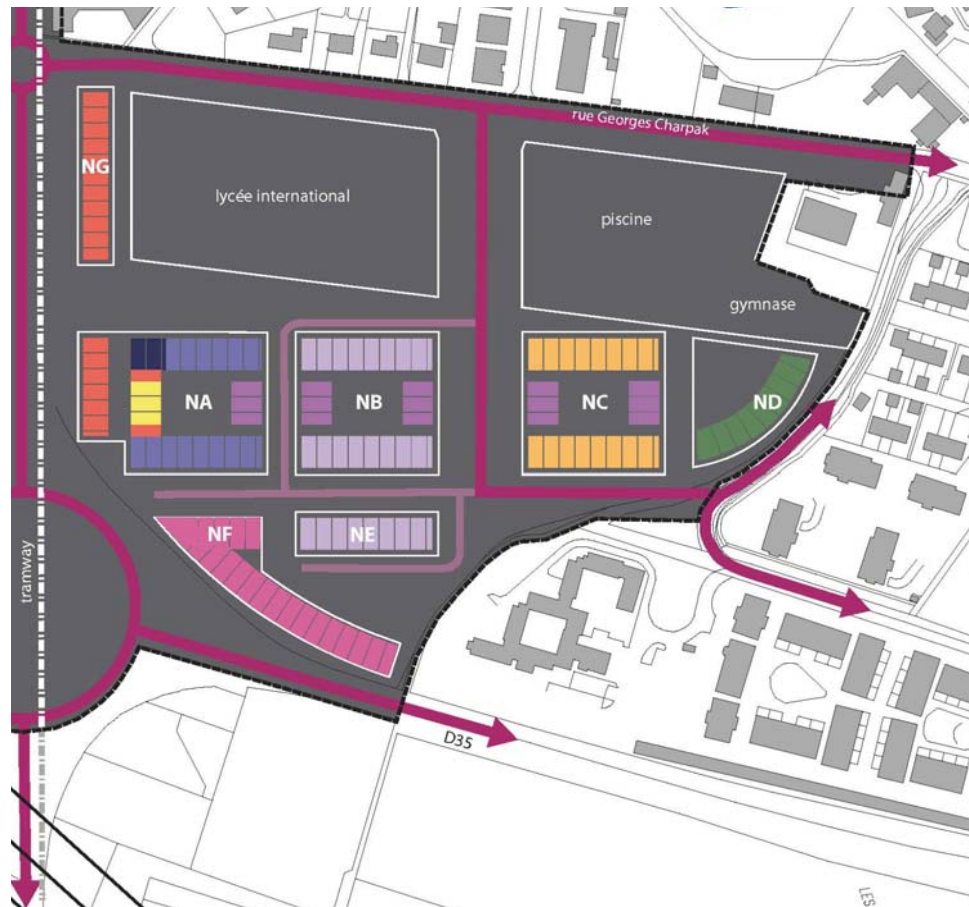 rue Georges Charpak
NG
lycée international
piscine
gymnase
NA
NB
NC
ND
NF
NE
tramway
D35
LES